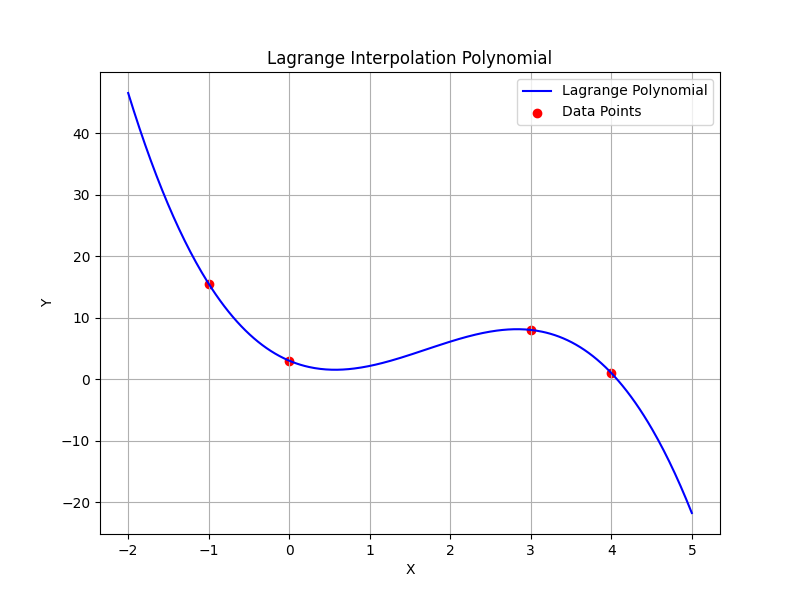 Lagrange Interpolation Polynomial
Lagrange Polynomial
Data Points
Y
40
30
20
10
0
−10
−20
−2 −1 0 1 2 3 4 5
X